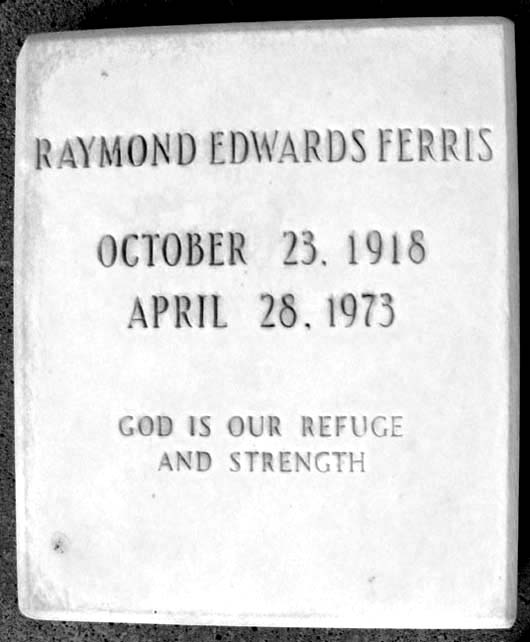 RAYMOND EDWARDS FERRIS
OCTOBER 23, 1918
APRIL 28, 1973
GOD IS OUR REFUGE
AND STRENGTH